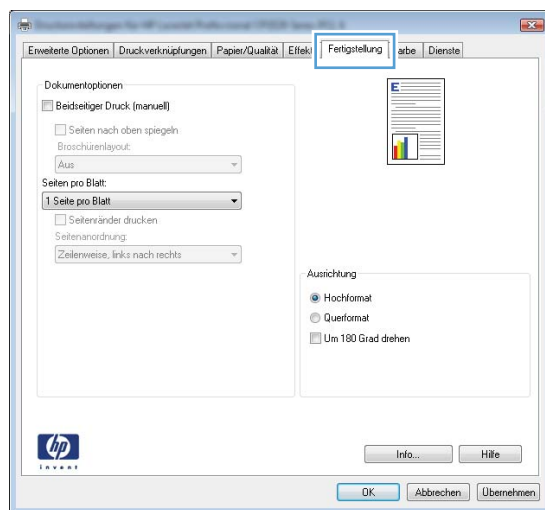 Erweiterte Optionen Druckverknüpfungen Papier/Qualität Effek Fertigstellung arbe Dienste
Dokumentoptionen
Beidseitiger Druck (manuell)
Seiten nach oben spiegeln
Broschürenlayout:
Aus
Seiten pro Blatt:
1 Seite pro Blatt
Seitenränder drucken
Seitenanordnung:
Zeilenweise, links nach rechts
E
Ausrichtung
Hochformat
Querformat
Um 180 Grad drehen
hp
invent
Info... Hilfe
OK Abbrechen Übernehmen